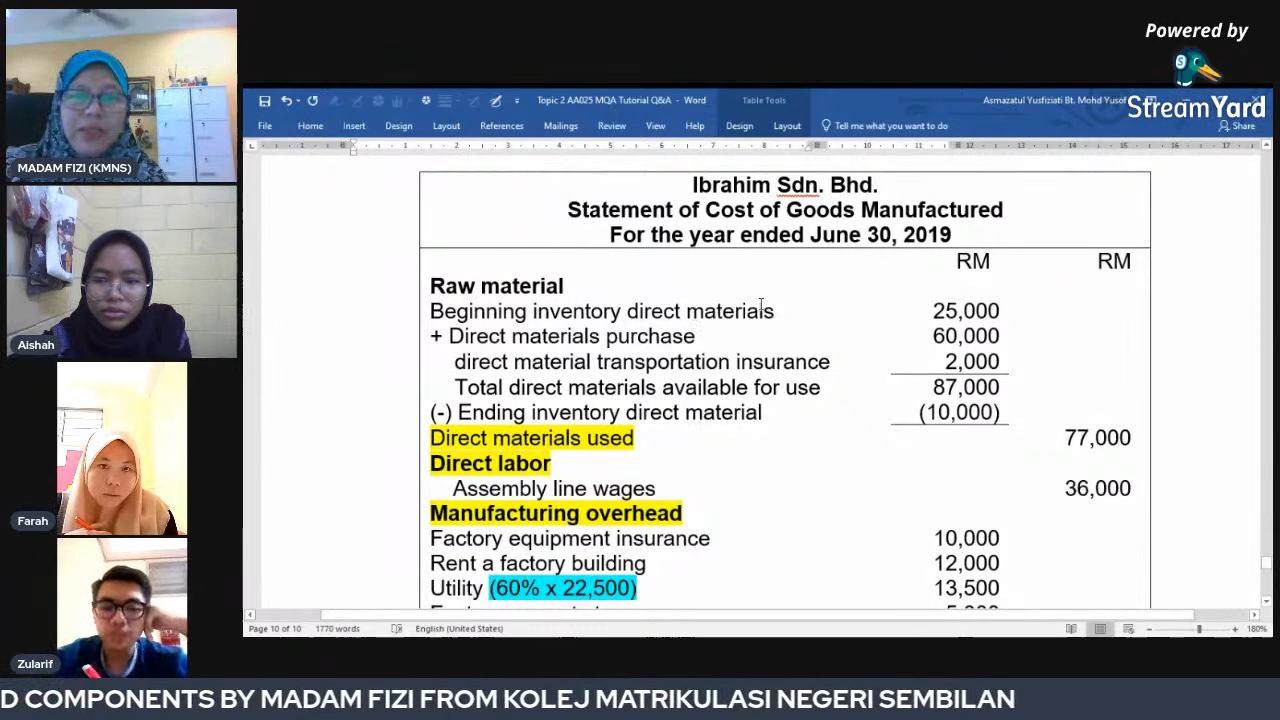 Powered by
StreamYard
MADAM FIZI (KMNS)
Aishah
Farah
Zularif
Topic 2 AA025 MQA Tutorial Q&A - Word
Table Tools
Asmazatul Yusfiziati Bt. Mohd Yusof
File Home Insert Design Layout References Mailings Review View Help Design Layout Tell me what you want to do Share
Ibrahim Sdn. Bhd.
Statement of Cost of Goods Manufactured
For the year ended June 30, 2019
RM RM
Raw material
Beginning inventory direct materials 25,000
+ Direct materials purchase 60,000
direct material transportation insurance 2,000
Total direct materials available for use 87,000
(-) Ending inventory direct material (10,000)
Direct materials used 77,000
Direct labor
Assembly line wages 36,000
Manufacturing overhead
Factory equipment insurance 10,000
Rent a factory building 12,000
Utility (60% x 22,500) 13,500
Page 10 of 10 1770 words English (United States) 180%
D COMPONENTS BY MADAM FIZI FROM KOLEJ MATRIKULASI NEGERI SEMBILAN